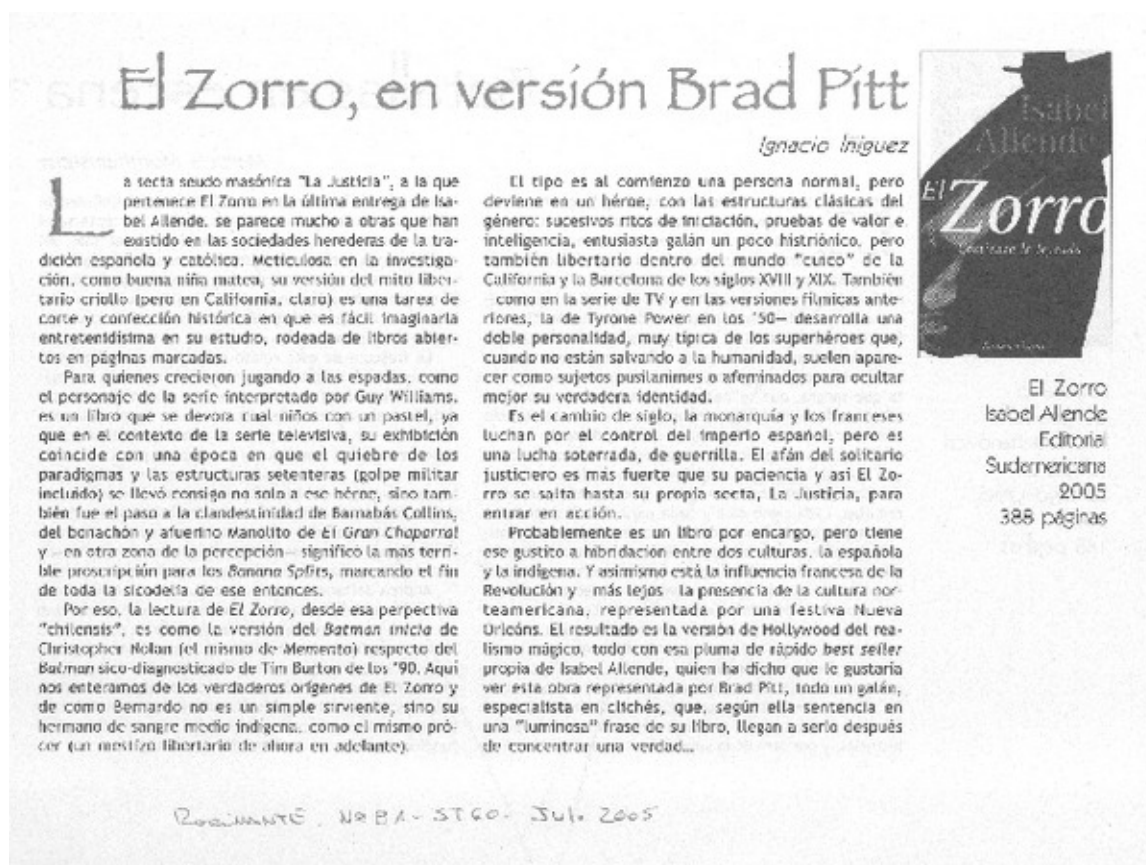 El Zorro, en versión Brad Pitt
Ignacio Iñiguez
La secta seudo masónica "La Justicia", a la que
pertenece El Zorro en la última entrega de Isa-
bel Allende, se parece mucho a otras que han
existido en las sociedades herederas de la tra-
dición española y católica. Meticulosa en la investiga-
ción, como buena niña matea, su versión del mito liber-
tario criollo (pero en California, claro) es una tarea de
corte y confección histórica en que es fácil imaginarla
entretenidísima en su estudio, rodeada de libros abier-
tos en páginas marcadas.
Para quienes crecieron jugando a las espadas, como
el personaje de la serie interpretado por Guy Williams,
es un libro que se devora cual niños con un pastel, ya
que en el contexto de la serie televisiva, su exhibición
coincide con una época en que el quiebre de los
paradigmas y las estructuras setenteras (golpe militar
incluido) se llevó consigo no solo a ese héroe, sino tam-
bién fue el paso a la clandestinidad de Barnabás Collins,
del bonachón y afuerino Manolito de El Gran Chaparral
y —en otra zona de la percepción— significó la más terri-
ble proscripción para los Banana Splits, marcando el fin
de toda la sicodelia de ese entonces.
Por eso, la lectura de El Zorro, desde esa perpectiva
"chilensis", es como la versión del Batman inicia de
Christopher Nolan (el mismo de Memento) respecto del
Batman sico-diagnosticado de Tim Burton de los '90. Aquí
nos enteramos de los verdaderos orígenes de El Zorro y
de como Bernardo no es un simple sirviente, sino su
hermano de sangre medio indígena, como el mismo pró-
cer (un mestizo libertario de ahora en adelante).
El tipo es al comienzo una persona normal, pero
deviene en un héroe, con las estructuras clásicas del
género: sucesivos ritos de iniciación, pruebas de valor e
inteligencia, entusiasta galán un poco histriónico, pero
también libertario dentro del mundo "cuico" de la
California y la Barcelona de los siglos XVIII y XIX. También
—como en la serie de TV y en las versiones fílmicas ante-
riores, la de Tyrone Power en los '50— desarrolla una
doble personalidad, muy típica de los superhéroes que,
cuando no están salvando a la humanidad, suelen apare-
cer como sujetos pusilánimes o afeminados para ocultar
mejor su verdadera identidad.
Es el cambio de siglo, la monarquía y los franceses
luchan por el control del imperio español, pero es
una lucha soterrada, de guerrilla. El afán del solitario
justiciero es más fuerte que su paciencia y así El Zo-
rro se salta hasta su propia secta, La Justicia, para
entrar en acción.
Probablemente es un libro por encargo, pero tiene
ese gustito a hibridación entre dos culturas, la española
y la indígena. Y asimismo está la influencia francesa de la
Revolución y —más lejos— la presencia de la cultura nor-
teamericana, representada por una festiva Nueva
Orleáns. El resultado es la versión de Hollywood del rea-
lismo mágico, todo con esa pluma de rápido best seller
propia de Isabel Allende, quien ha dicho que le gustaría
ver esta obra representada por Brad Pitt, todo un galán,
especialista en clichés, que, según ella sentencia en
una "luminosa" frase de su libro, llegan a serlo después
de concentrar una verdad...
Isabel
Allende
El Zorro
comienza la leyenda
El Zorro
Isabel Allende
Editorial
Sudamericana
2005
388 páginas
Rocinante Nº 81 - STGO - Jul. 2005